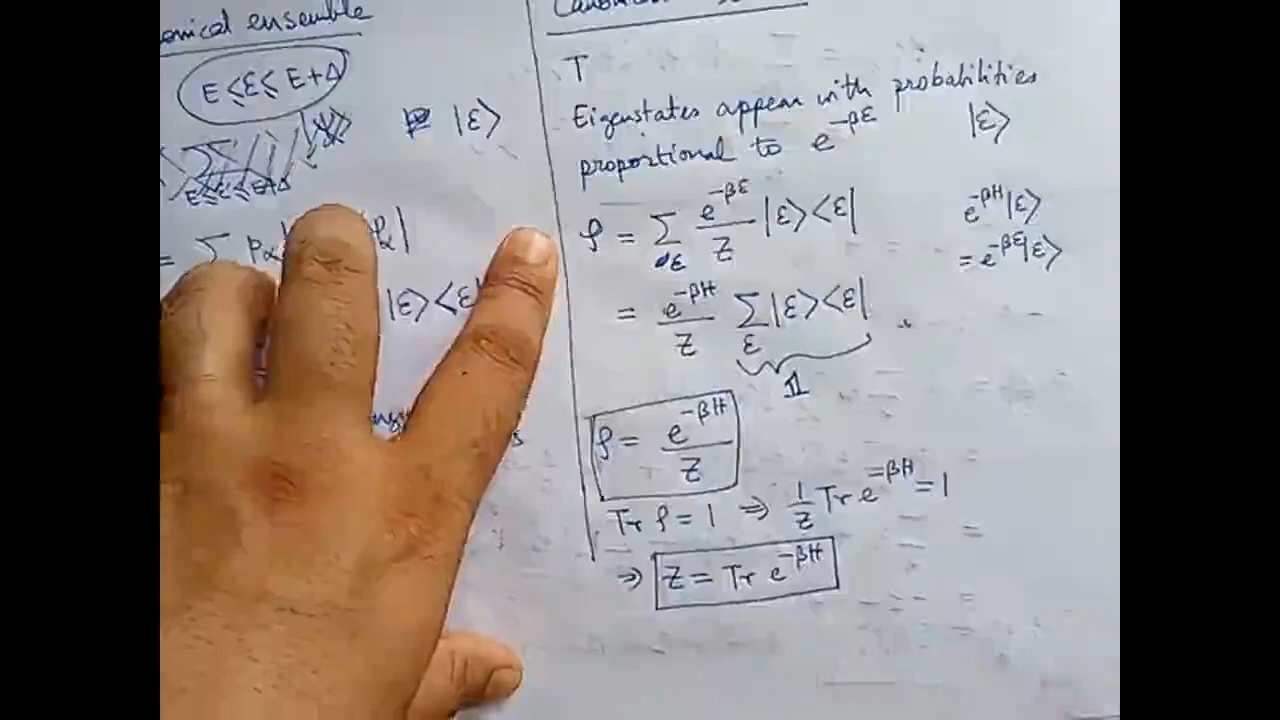 onical ensemble
E ≤ ε ≤ E+Δ
|ε⟩
= Σ pα
|ε⟩⟨ε
T
Eigenstates appear with probabilities
proportional to e^{-βε} |ε⟩
ρ = Σ_ε e^{-βε}/Z |ε⟩⟨ε|
e^{-βH}|ε⟩
= e^{-βε}|ε⟩
= e^{-βH}/Z Σ_ε |ε⟩⟨ε|
𝟙
ρ = e^{-βH}/Z
Tr ρ = 1 ⇒ 1/Z Tr e^{-βH} = 1
⇒ Z = Tr e^{-βH}